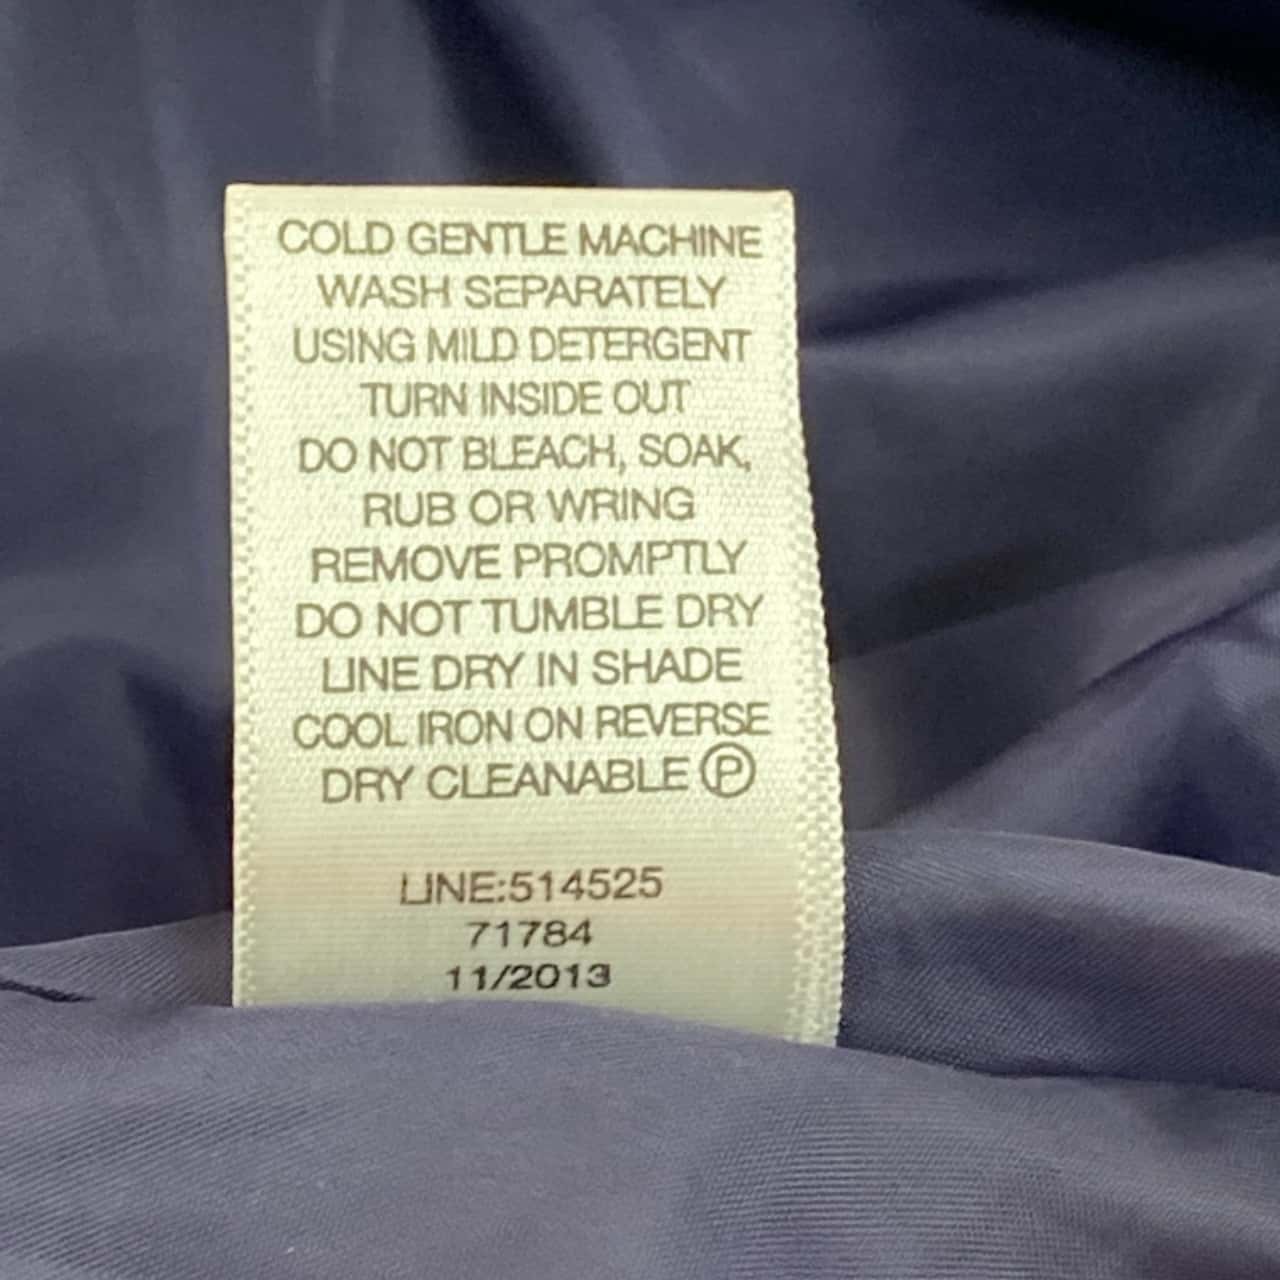 COLD GENTLE MACHINE
WASH SEPARATELY
USING MILD DETERGENT
TURN INSIDE OUT
DO NOT BLEACH, SOAK,
RUB OR WRING
REMOVE PROMPTLY
DO NOT TUMBLE DRY
LINE DRY IN SHADE
COOL IRON ON REVERSE
DRY CLEANABLE Ⓟ
LINE:514525
71784
11/2013